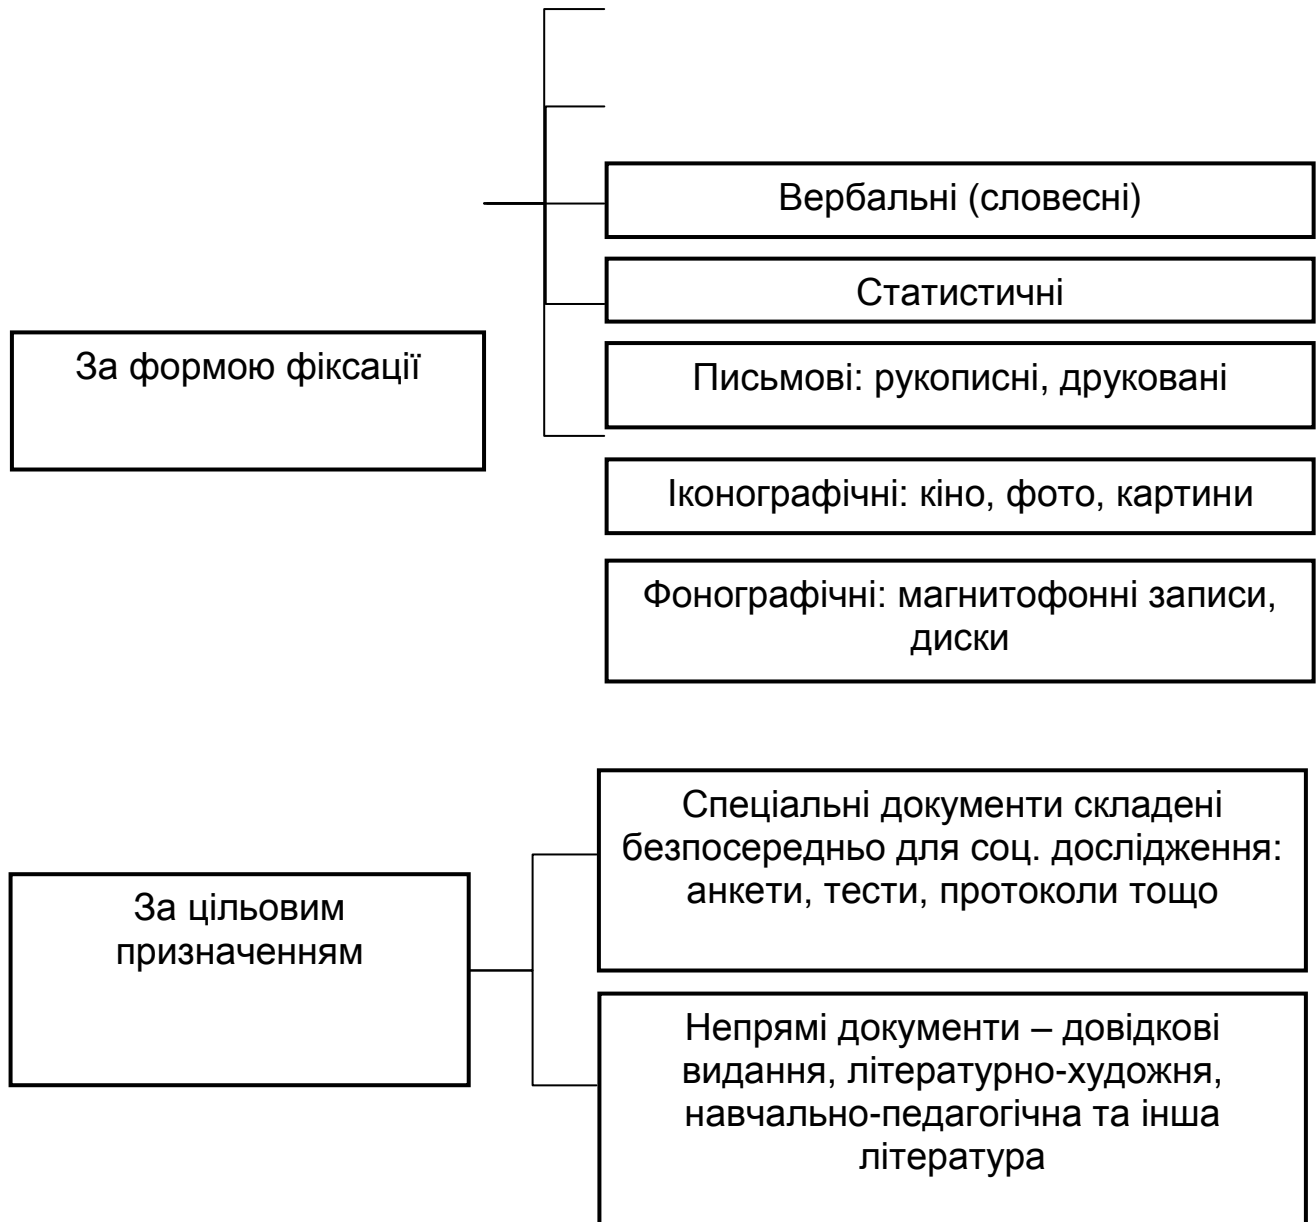 За формою фіксації
Вербальні (словесні)
Статистичні
Письмові: рукописні, друковані
Іконографічні: кіно, фото, картини
Фонографічні: магнитофонні записи,
диски
За цільовим
призначенням
Спеціальні документи складені
безпосередньо для соц. дослідження:
анкети, тести, протоколи тощо
Непрямі документи – довідкові
видання, літературно-художня,
навчально-педагогічна та інша
література